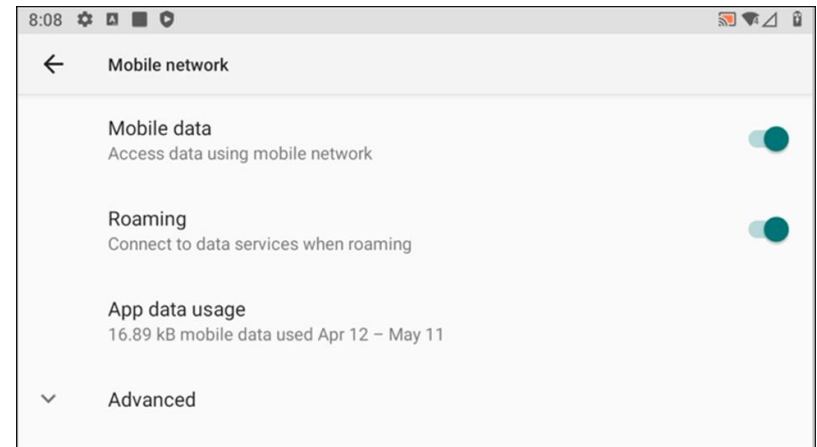 8:08
Mobile network
Mobile data
Access data using mobile network
Roaming
Connect to data services when roaming
App data usage
16.89 kB mobile data used Apr 12 – May 11
Advanced